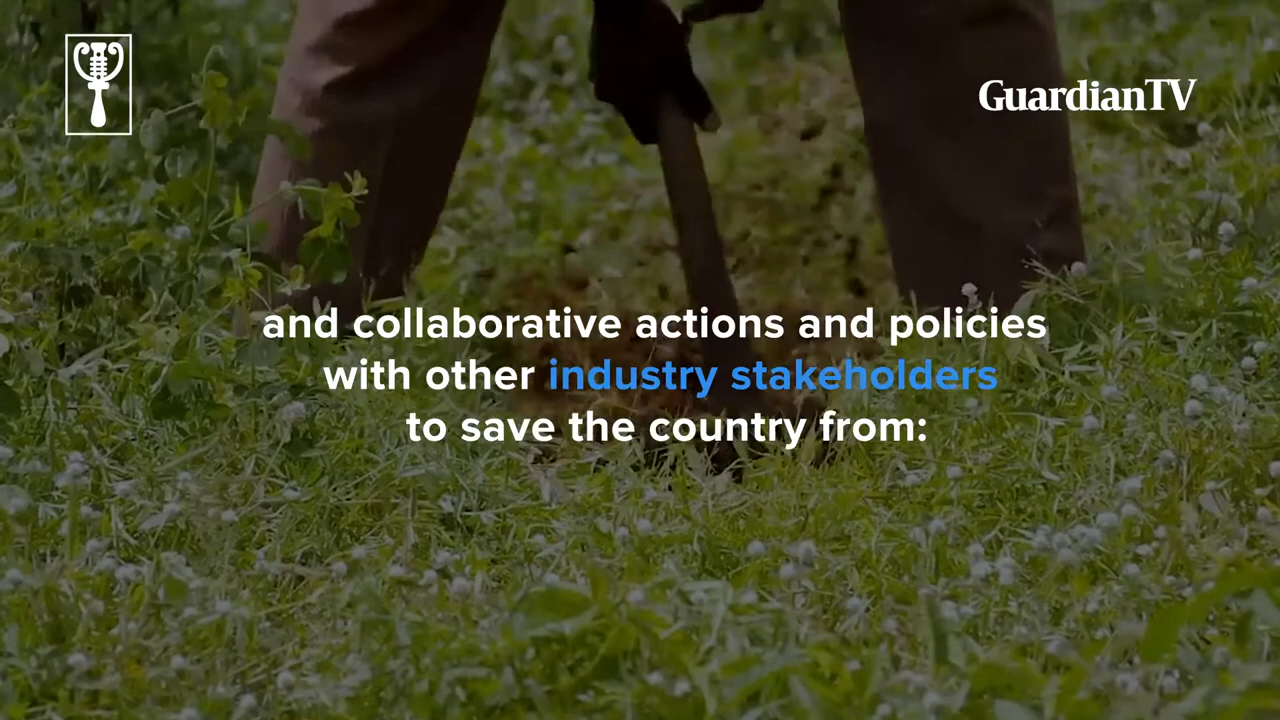 GuardianTV
and collaborative actions and policies
with other industry stakeholders
to save the country from: